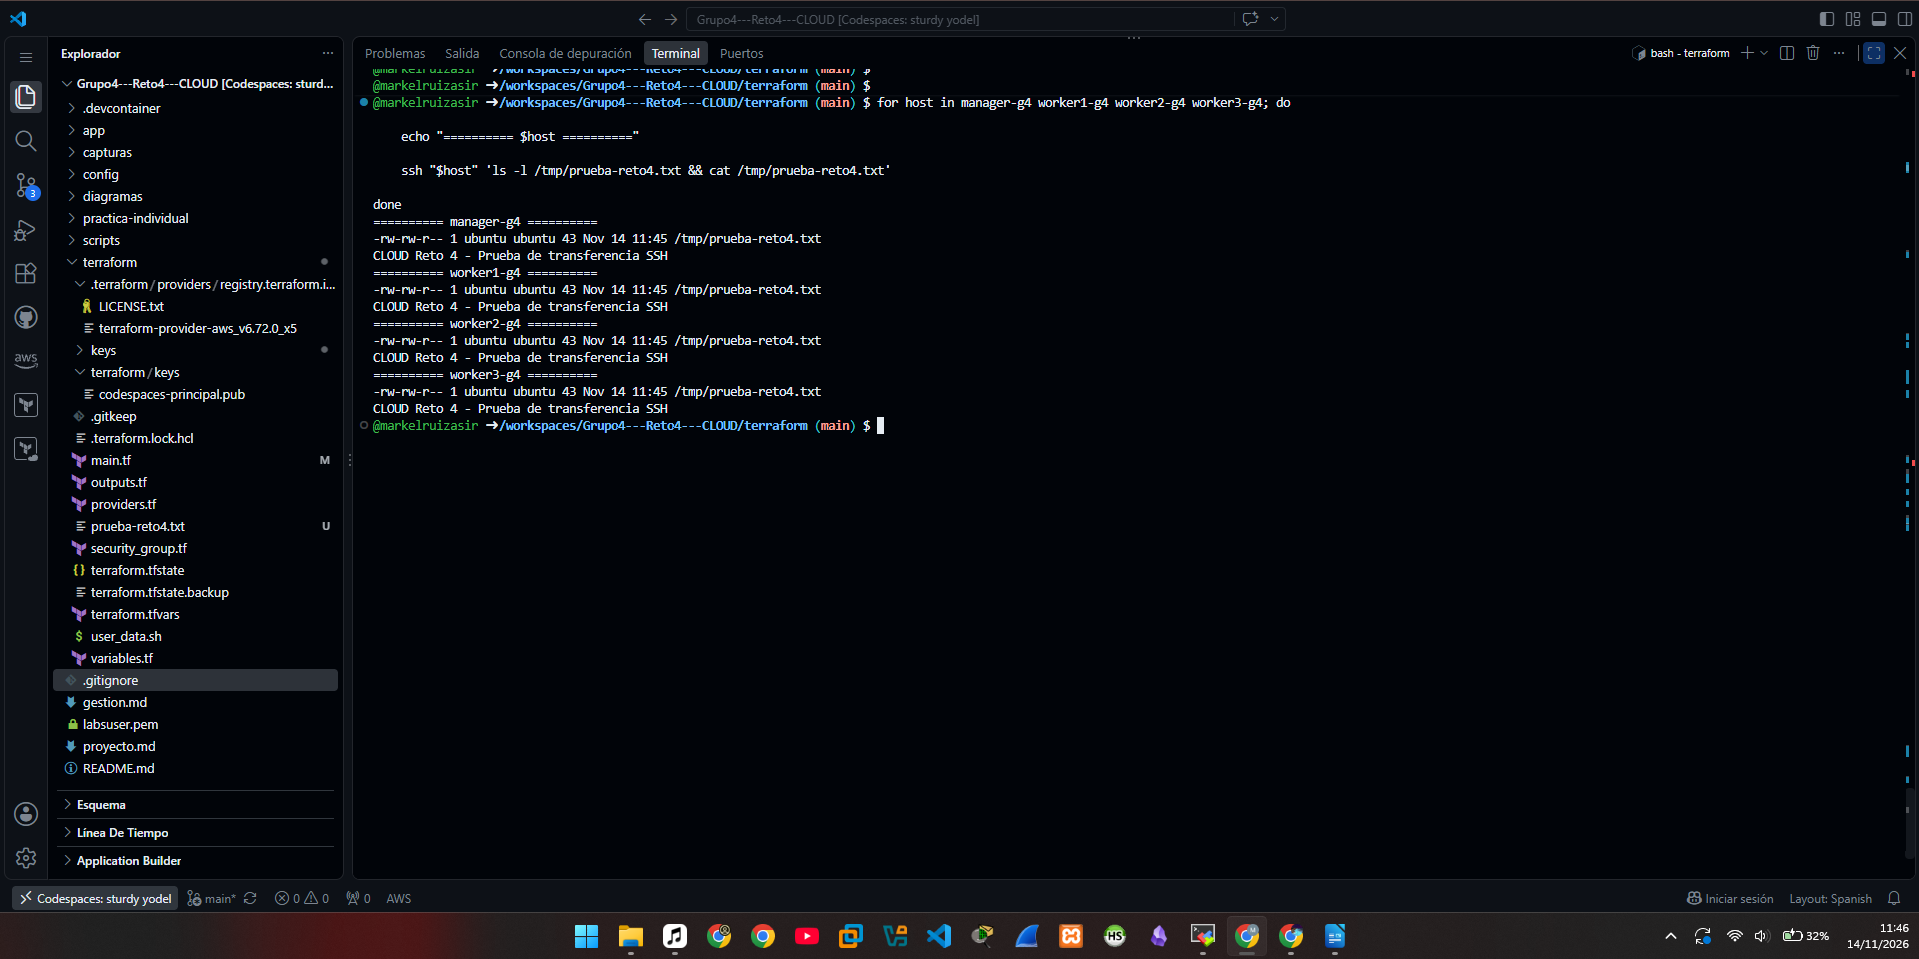 Grupo4---Reto4---CLOUD [Codespaces: sturdy yodel]
Explorador
Grupo4---Reto4---CLOUD [Codespaces: sturd...
.devcontainer
app
capturas
config
diagramas
practica-individual
scripts
terraform
.terraform/providers/registry.terraform.i...
LICENSE.txt
terraform-provider-aws_v6.72.0_x5
keys
terraform/keys
codespaces-principal.pub
.gitkeep
.terraform.lock.hcl
main.tf M
outputs.tf
providers.tf
prueba-reto4.txt U
security_group.tf
terraform.tfstate
terraform.tfstate.backup
terraform.tfvars
$ user_data.sh
variables.tf
.gitignore
gestion.md
labsuser.pem
proyecto.md
README.md
Esquema
Línea De Tiempo
Application Builder
3
aws
Problemas Salida Consola de depuración Terminal Puertos
bash - terraform
@markelruizasir ➜/workspaces/Grupo4---Reto4---CLOUD/terraform (main) $
@markelruizasir ➜/workspaces/Grupo4---Reto4---CLOUD/terraform (main) $
@markelruizasir ➜/workspaces/Grupo4---Reto4---CLOUD/terraform (main) $ for host in manager-g4 worker1-g4 worker2-g4 worker3-g4; do
echo "========== $host =========="
ssh "$host" 'ls -l /tmp/prueba-reto4.txt && cat /tmp/prueba-reto4.txt'
done
========== manager-g4 ==========
-rw-rw-r-- 1 ubuntu ubuntu 43 Nov 14 11:45 /tmp/prueba-reto4.txt
CLOUD Reto 4 - Prueba de transferencia SSH
========== worker1-g4 ==========
-rw-rw-r-- 1 ubuntu ubuntu 43 Nov 14 11:45 /tmp/prueba-reto4.txt
CLOUD Reto 4 - Prueba de transferencia SSH
========== worker2-g4 ==========
-rw-rw-r-- 1 ubuntu ubuntu 43 Nov 14 11:45 /tmp/prueba-reto4.txt
CLOUD Reto 4 - Prueba de transferencia SSH
========== worker3-g4 ==========
-rw-rw-r-- 1 ubuntu ubuntu 43 Nov 14 11:45 /tmp/prueba-reto4.txt
CLOUD Reto 4 - Prueba de transferencia SSH
@markelruizasir ➜/workspaces/Grupo4---Reto4---CLOUD/terraform (main) $
Codespaces: sturdy yodel main* 0 0 0 AWS
Iniciar sesión Layout: Spanish
HS
32%
11:46
14/11/2026